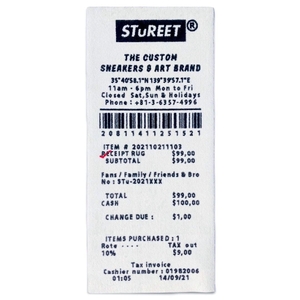 STuREET ®
THE CUSTOM
SNEAKERS & ART BRAND
35°40'58.1"N 139°39'57.1"E
11am - 6pm Mon to Fri
Closed Sat,Sun & Holidays
Phone : +81-3-6357-4996
20811411251521
ITEM # 202110211103
RECEIPT RUG $99,00
SUBTOTAL $99,00
Fans / Family / Friends & Bro
No : STu-2021XXX
TOTAL $99,00
CASH $100,00
CHANGE DUE : $1,00
ITEMS PURCHASED : 1
Rote ---- TAX out
10% $9,00
Tax invoice
Cashier number : 01982006
01:05 14/09/21